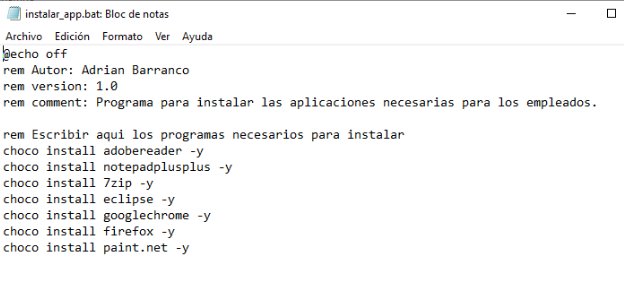 instalar_app.bat: Bloc de notas
Archivo Edición Formato Ver Ayuda
@echo off
rem Autor: Adrian Barranco
rem version: 1.0
rem comment: Programa para instalar las aplicaciones necesarias para los empleados.
rem Escribir aqui los programas necesarios para instalar
choco install adobereader -y
choco install notepadplusplus -y
choco install 7zip -y
choco install eclipse -y
choco install googlechrome -y
choco install firefox -y
choco install paint.net -y